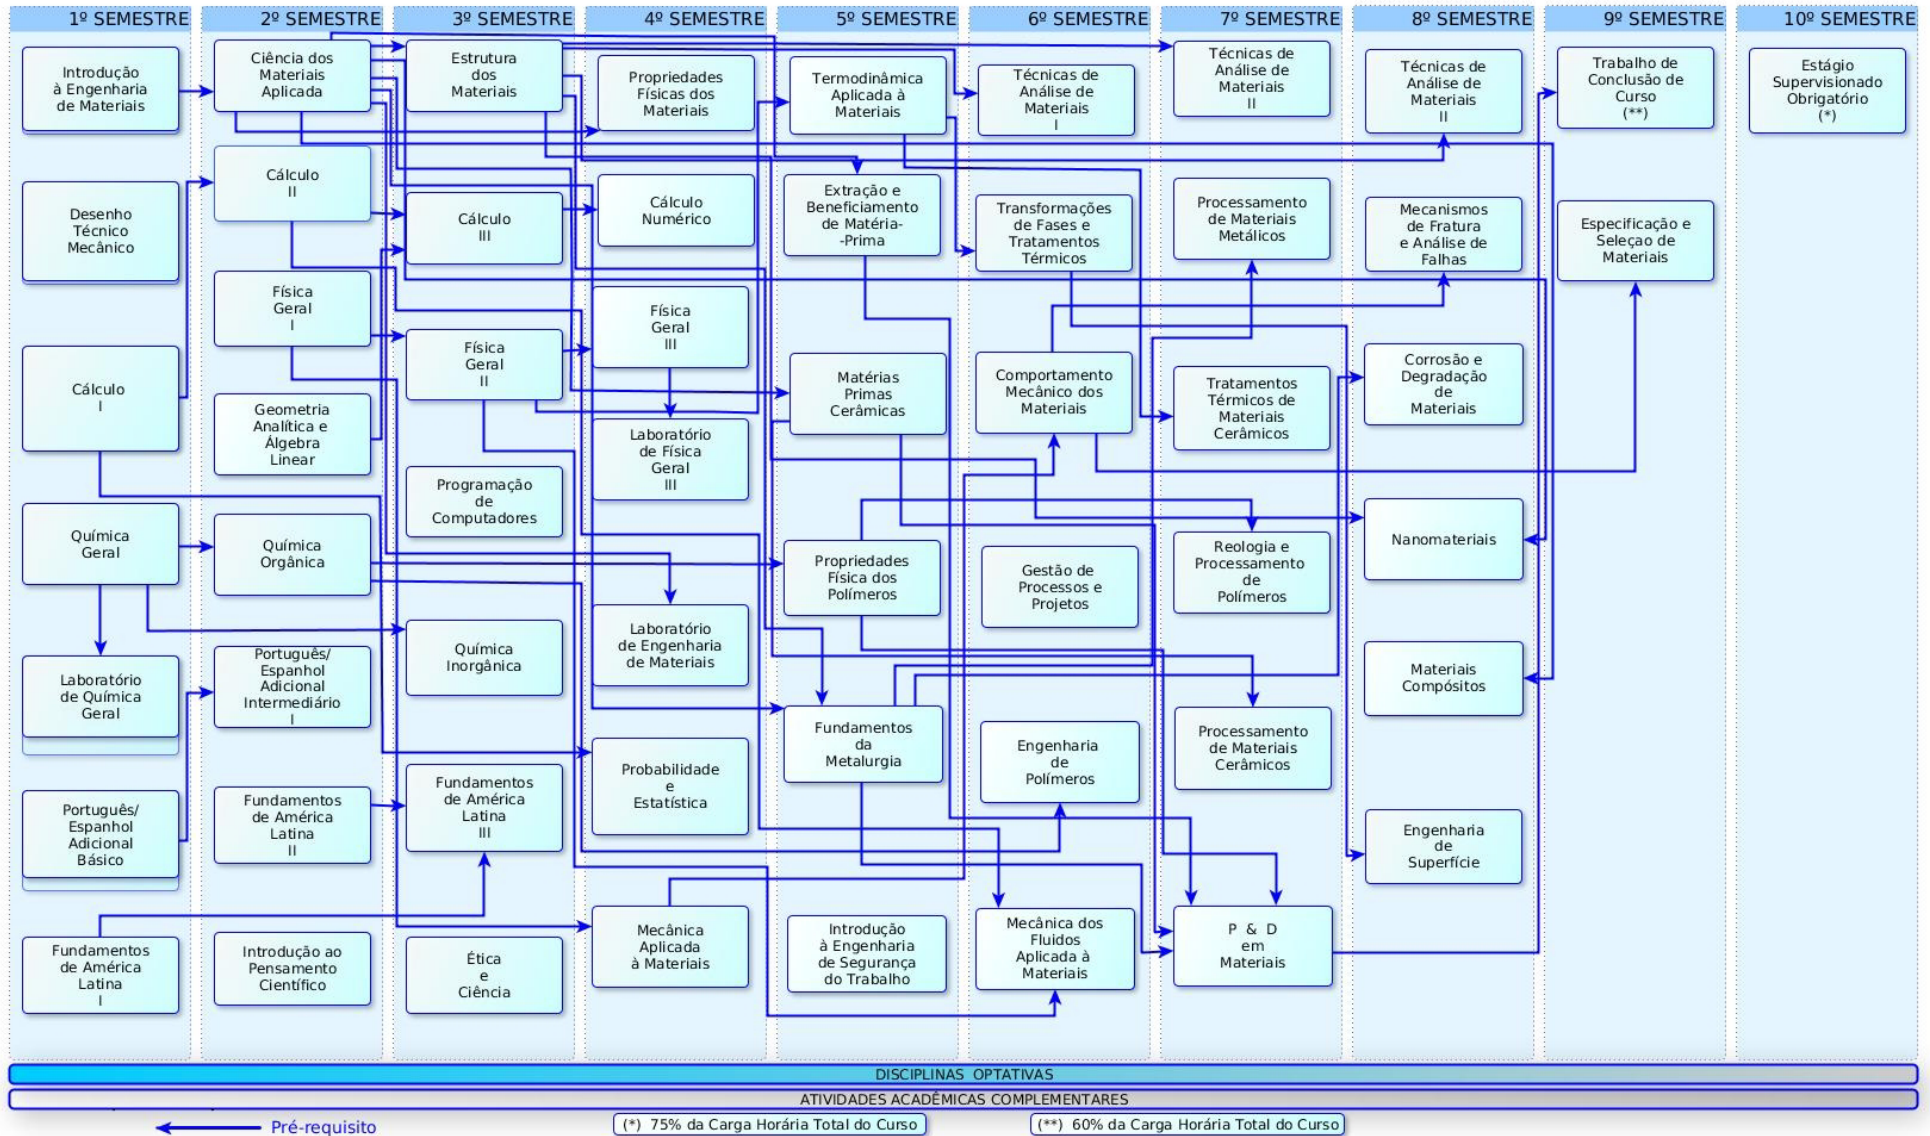 1º SEMESTRE
Introdução
à Engenharia
de Materiais
Desenho
Técnico
Mecânico
Cálculo
I
Química
Geral
Laboratório
de Química
Geral
Português/
Espanhol
Adicional
Básico
Fundamentos
de América
Latina
I
2º SEMESTRE
Ciência dos
Materiais
Aplicada
Cálculo
II
Física
Geral
I
Geometria
Analítica e
Álgebra
Linear
Química
Orgânica
Português/
Espanhol
Adicional
Intermediário
I
Fundamentos
de América
Latina
II
Introdução ao
Pensamento
Científico
3º SEMESTRE
Estrutura
dos
Materiais
Cálculo
III
Física
Geral
II
Programação
de
Computadores
Química
Inorgânica
Fundamentos
de América
Latina
III
Ética
e
Ciência
4º SEMESTRE
Propriedades
Físicas dos
Materiais
Cálculo
Numérico
Física
Geral
III
Laboratório
de Física
Geral
III
Laboratório
de Engenharia
de Materiais
Probabilidade
e
Estatística
Mecânica
Aplicada
à Materiais
5º SEMESTRE
Termodinâmica
Aplicada à
Materiais
Extração e
Beneficiamento
de Matéria-
-Prima
Matérias
Primas
Cerâmicas
Propriedades
Física dos
Polímeros
Fundamentos
da
Metalurgia
Introdução
à Engenharia
de Segurança
do Trabalho
6º SEMESTRE
Técnicas de
Análise de
Materiais
I
Transformações
de Fases e
Tratamentos
Térmicos
Comportamento
Mecânico dos
Materiais
Gestão de
Processos e
Projetos
Engenharia
de
Polímeros
Mecânica dos
Fluidos
Aplicada à
Materiais
7º SEMESTRE
Técnicas de
Análise de
Materiais
II
Processamento
de Materiais
Metálicos
Tratamentos
Térmicos de
Materiais
Cerâmicos
Reologia e
Processamento
de
Polímeros
Processamento
de Materiais
Cerâmicos
P & D
em
Materiais
8º SEMESTRE
Técnicas de
Análise de
Materiais
II
Mecanismos
de Fratura
e Análise de
Falhas
Corrosão e
Degradação
de
Materiais
Nanomateriais
Materiais
Compósitos
Engenharia
de
Superfície
9º SEMESTRE
Trabalho de
Conclusão de
Curso
(**)
Especificação e
Seleçao de
Materiais
10º SEMESTRE
Estágio
Supervisionado
Obrigatório
(*)
DISCIPLINAS OPTATIVAS
ATIVIDADES ACADÊMICAS COMPLEMENTARES
Pré-requisito
(*) 75% da Carga Horária Total do Curso
(**) 60% da Carga Horária Total do Curso